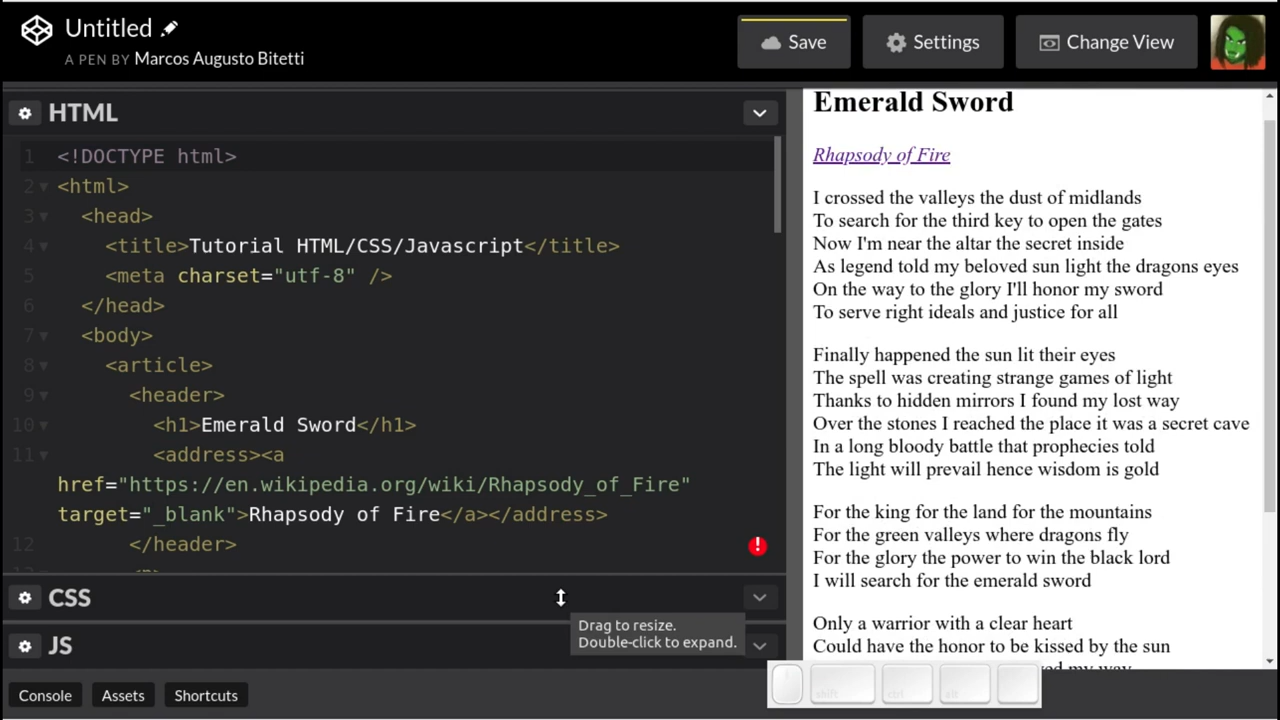 Untitled
A PEN BY Marcos Augusto Bitetti
Save
Settings
Change View
HTML
1 <!DOCTYPE html>
2 <html>
3 <head>
4 <title>Tutorial HTML/CSS/Javascript</title>
5 <meta charset="utf-8" />
6 </head>
7 <body>
8 <article>
9 <header>
10 <h1>Emerald Sword</h1>
11 <address><a
href="https://en.wikipedia.org/wiki/Rhapsody_of_Fire"
target="_blank">Rhapsody of Fire</a></address>
12 </header>
CSS
Drag to resize.
Double-click to expand.
JS
Console
Assets
Shortcuts
Emerald Sword
Rhapsody of Fire
I crossed the valleys the dust of midlands
To search for the third key to open the gates
Now I'm near the altar the secret inside
As legend told my beloved sun light the dragons eyes
On the way to the glory I'll honor my sword
To serve right ideals and justice for all
Finally happened the sun lit their eyes
The spell was creating strange games of light
Thanks to hidden mirrors I found my lost way
Over the stones I reached the place it was a secret cave
In a long bloody battle that prophecies told
The light will prevail hence wisdom is gold
For the king for the land for the mountains
For the green valleys where dragons fly
For the glory the power to win the black lord
I will search for the emerald sword
Only a warrior with a clear heart
Could have the honor to be kissed by the sun
my way
shift
ctrl
alt